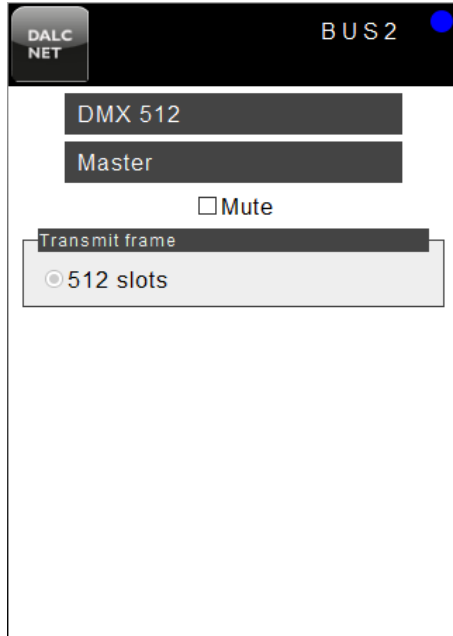 DALC
NET
BUS2
DMX 512
Master
Mute
Transmit frame
512 slots